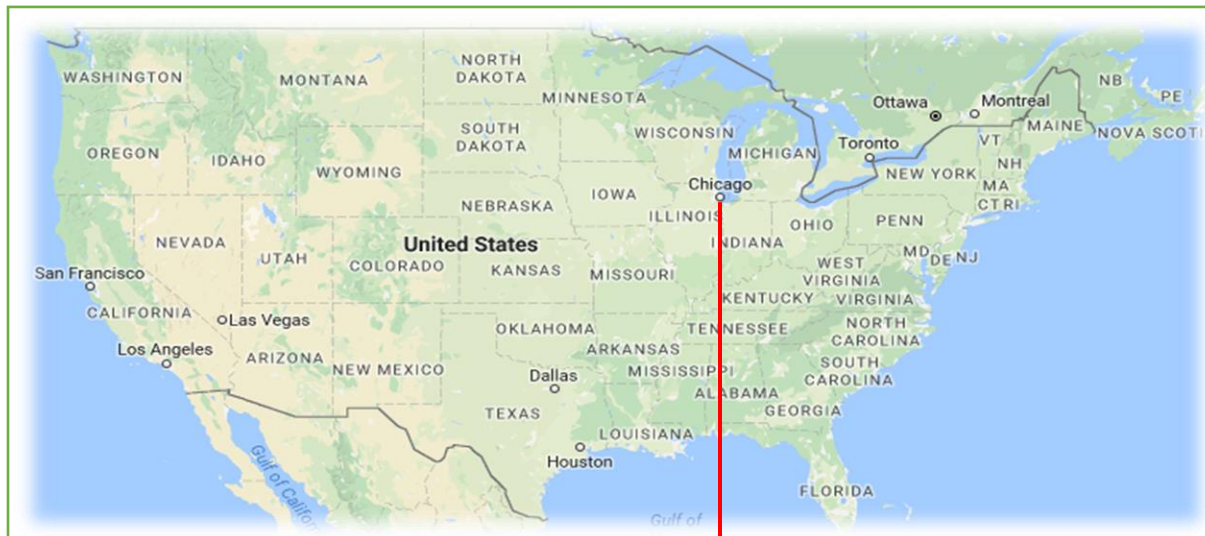 WASHINGTON
MONTANA
NORTH
DAKOTA
MINNESOTA
Ottawa
Montreal
NB
PE
OREGON
IDAHO
SOUTH
DAKOTA
WISCONSIN
MICHIGAN
Toronto
VT
MAINE
NOVA SCOTI
WYOMING
NH
NEW YORK
MA
CT RI
IOWA
Chicago
NEBRASKA
ILLINOIS
OHIO
PENN
NEVADA
UTAH
COLORADO
United States
KANSAS
MISSOURI
INDIANA
WEST
VIRGINIA
MD
DE
NJ
San Francisco
CALIFORNIA
Las Vegas
KENTUCKY
VIRGINIA
Los Angeles
ARIZONA
NEW MEXICO
OKLAHOMA
ARKANSAS
TENNESSEE
NORTH
CAROLINA
Dallas
MISSISSIPPI
SOUTH
CAROLINA
TEXAS
ALABAMA
GEORGIA
LOUISIANA
Houston
FLORIDA
Gulf of Califor
Gulf of